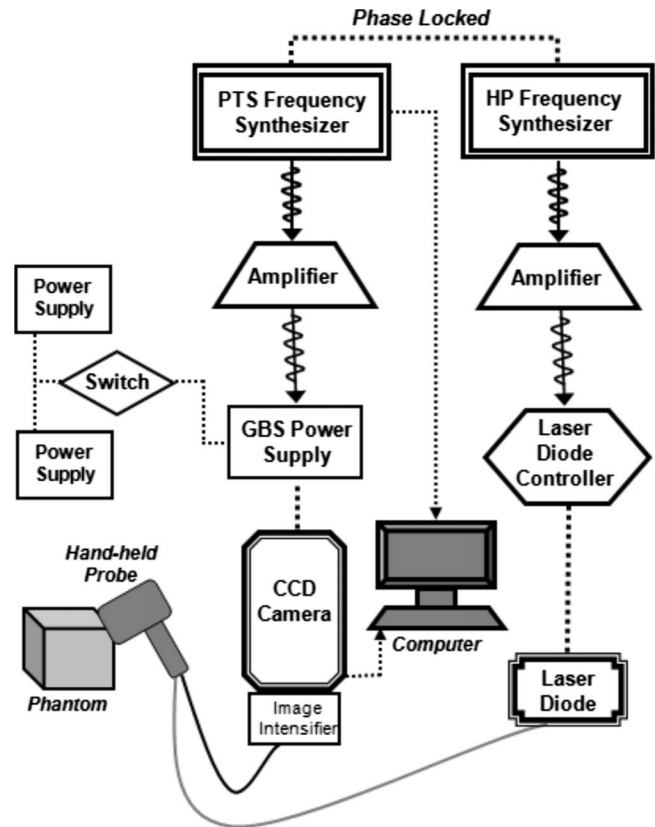 Phase Locked
PTS Frequency
Synthesizer
HP Frequency
Synthesizer
Amplifier
Amplifier
Power
Supply
Switch
Power
Supply
GBS Power
Supply
Laser
Diode
Controller
Hand-held
Probe
CCD
Camera
Computer
Phantom
Image
Intensifier
Laser
Diode